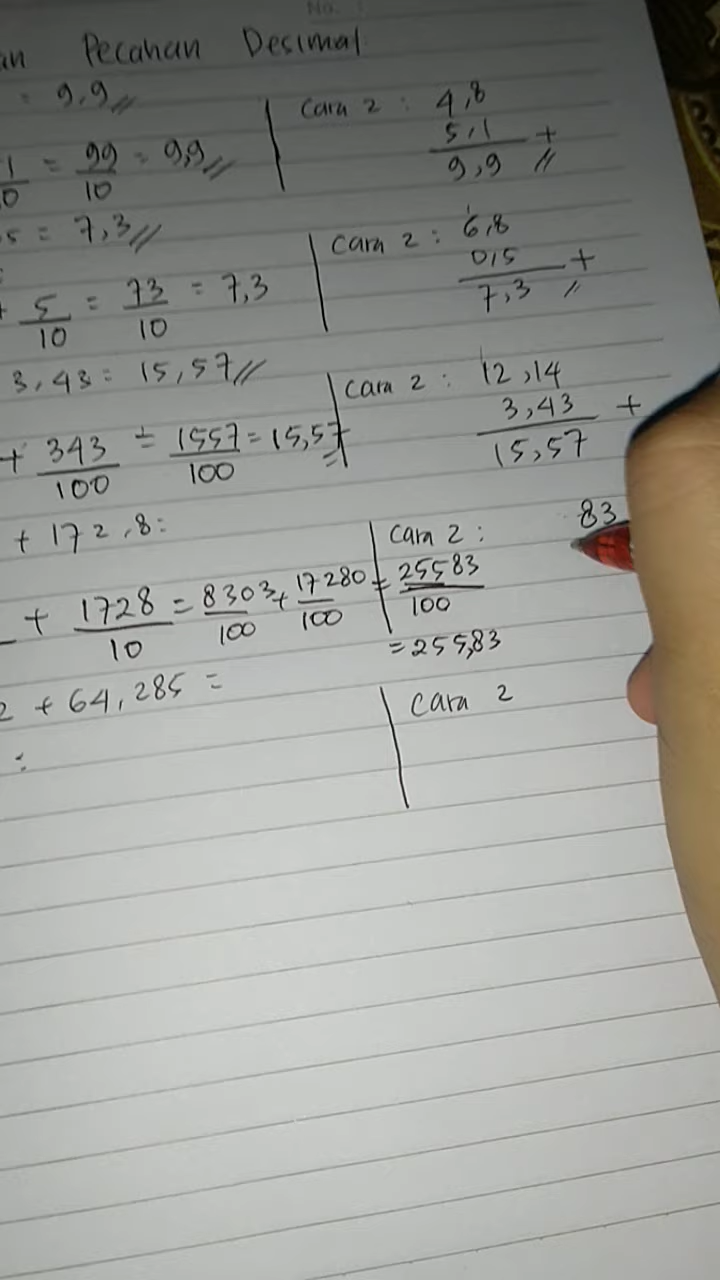 No.
an Pecahan Desimal
= 9,9 Cara 2 : 4,8
5,1 +
1/10 = 99/10 = 9,9 9,9
5 = 7,3 Cara 2 : 6,8
0,5 +
+ 5/10 = 73/10 = 7,3 7,3
3,43 = 15,57 Cara 2 : 12,14
3,43 +
+ 343/100 = 1557/100 = 15,57 15,57
+ 172,8 = Cara 2 : 83
+ 1728/10 = 8303/100 + 17280/100 = 25583/100
= 255,83
2 + 64,285 = Cara 2
: